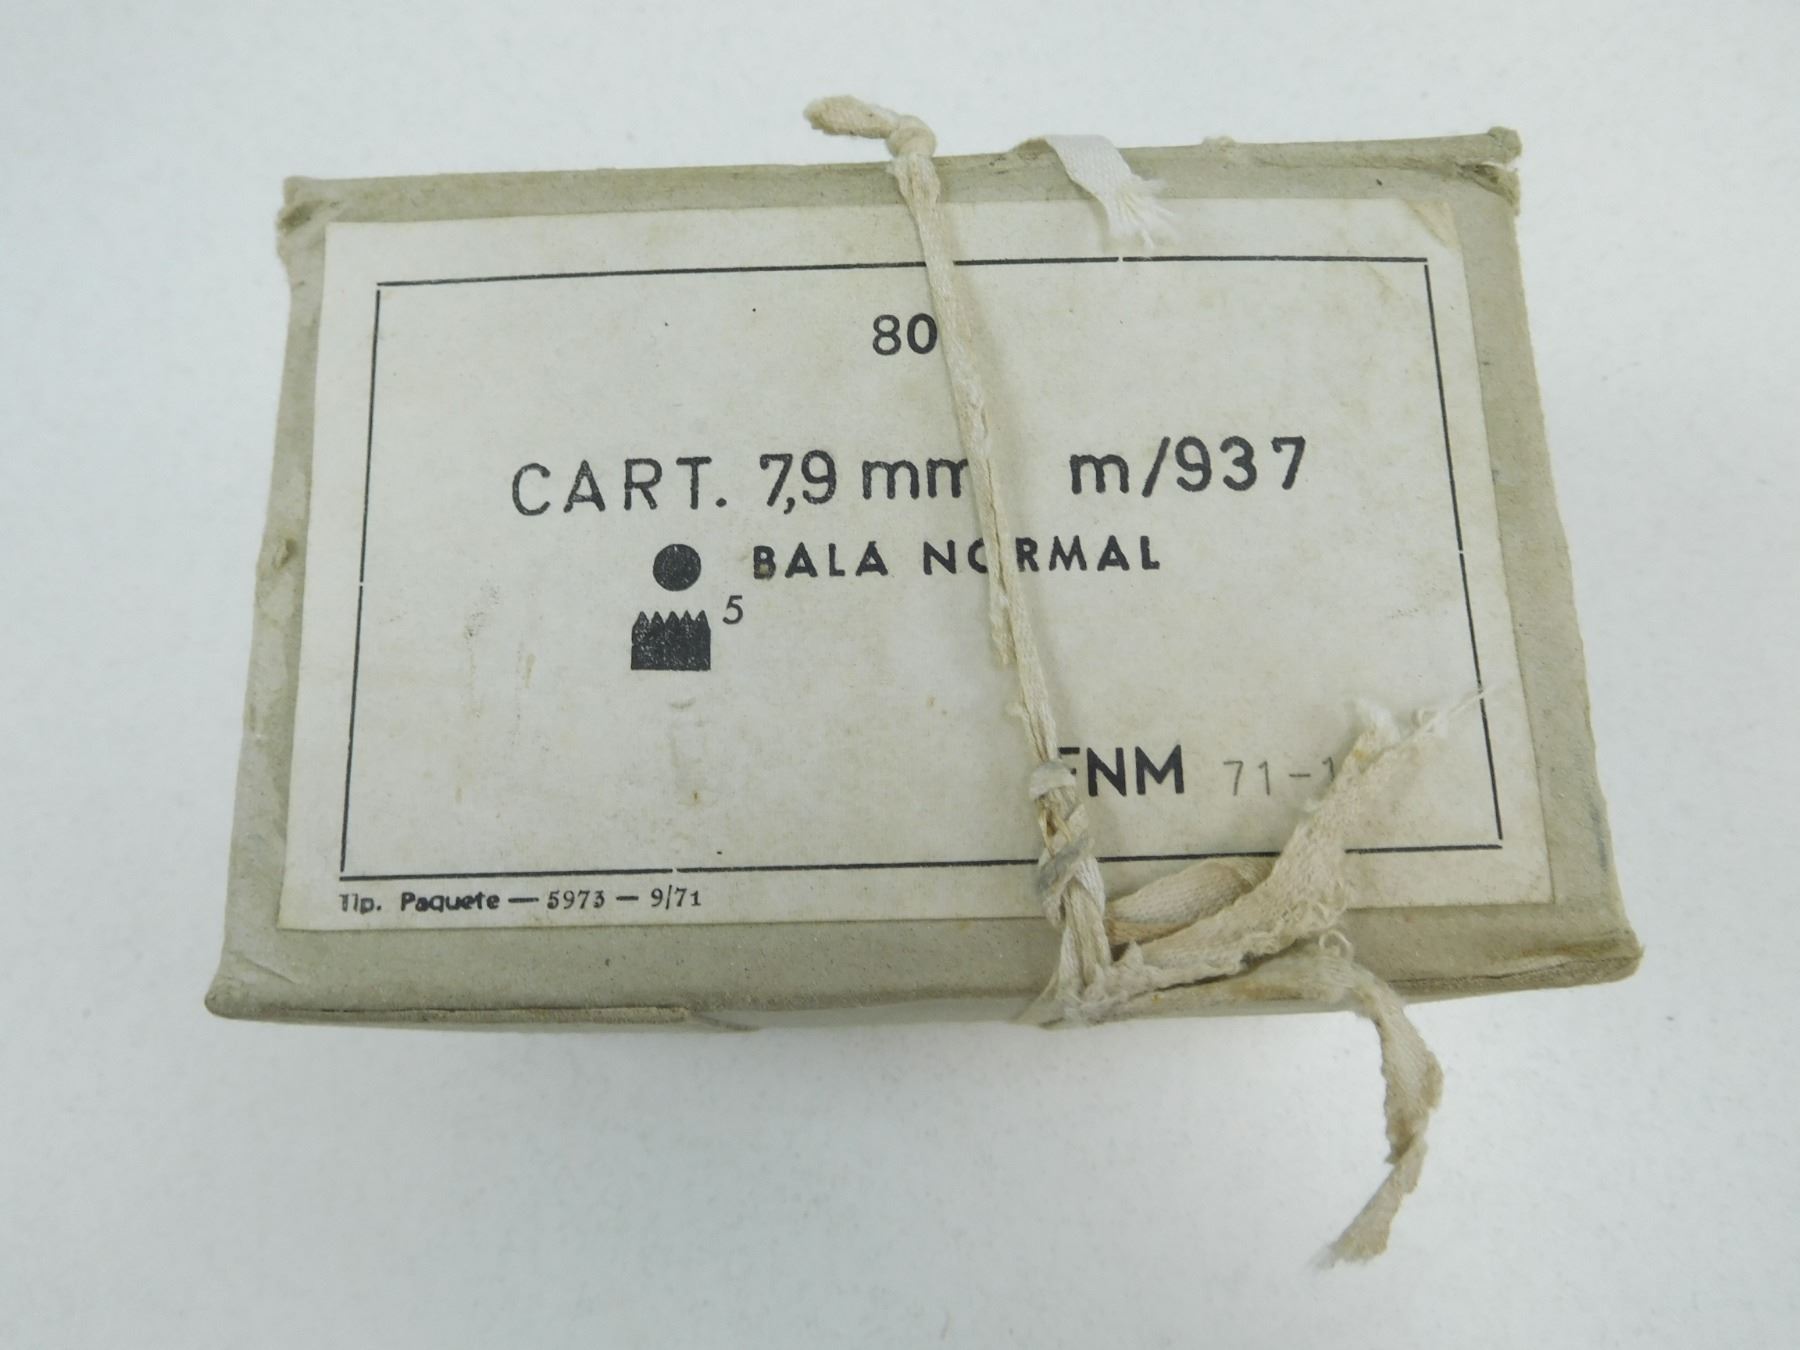 80
CART. 7,9 mm m/937
BALA NORMAL
5
FNM 71-1
Tip. Paquete — 5973 — 9/71